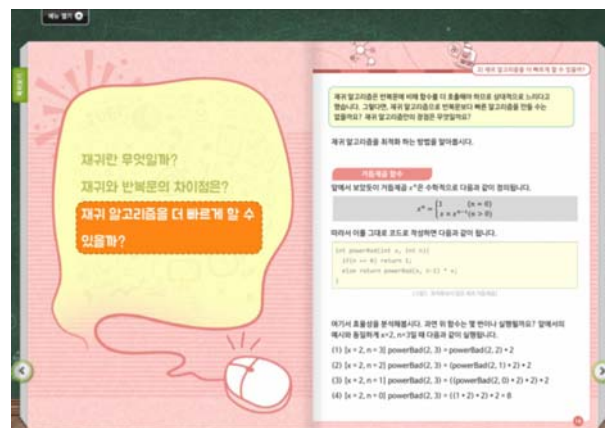 메뉴 열기
목차보기
재귀란 무엇일까?
재귀와 반복문의 차이점은?
재귀 알고리즘을 더 빠르게 할 수
있을까?
2) 재귀 알고리즘을 더 빠르게 할 수 있을까?
재귀 알고리즘은 반복문에 비해 함수를 더 호출해야 하므로 상대적으로 느리다고
했습니다. 그렇다면, 재귀 알고리즘으로 반복문보다 빠른 알고리즘을 만들 수는
없을까요? 재귀 알고리즘만의 장점은 무엇일까요?
재귀 알고리즘을 최적화 하는 방법을 알아봅시다.
거듭제곱 함수
앞에서 보았듯이 거듭제곱 xⁿ은 수학적으로 다음과 같이 정의됩니다.
xⁿ = { 1 (n = 0)
x × xⁿ⁻¹ (n > 0)
따라서 이를 그대로 코드로 작성하면 다음과 같이 됩니다.
int powerBad(int x, int n){
if(n == 0) return 1;
else return powerBad(x, n-1) * x;
}
여기서 효율성을 분석해봅시다. 과연 위 함수는 몇 번이나 실행될까요? 앞에서의
예시와 동일하게 x=2, n=3일 때 다음과 같이 실행됩니다.
(1) [x = 2, n = 3] powerBad(2, 3) = powerBad(2, 2) * 2
(2) [x = 2, n = 2] powerBad(2, 3) = (powerBad(2, 1) * 2) * 2
(3) [x = 2, n = 1] powerBad(2, 3) = ((powerBad(2, 0) * 2) * 2) * 2
(4) [x = 2, n = 0] powerBad(2, 3) = ((1 * 2) * 2) * 2 = 8